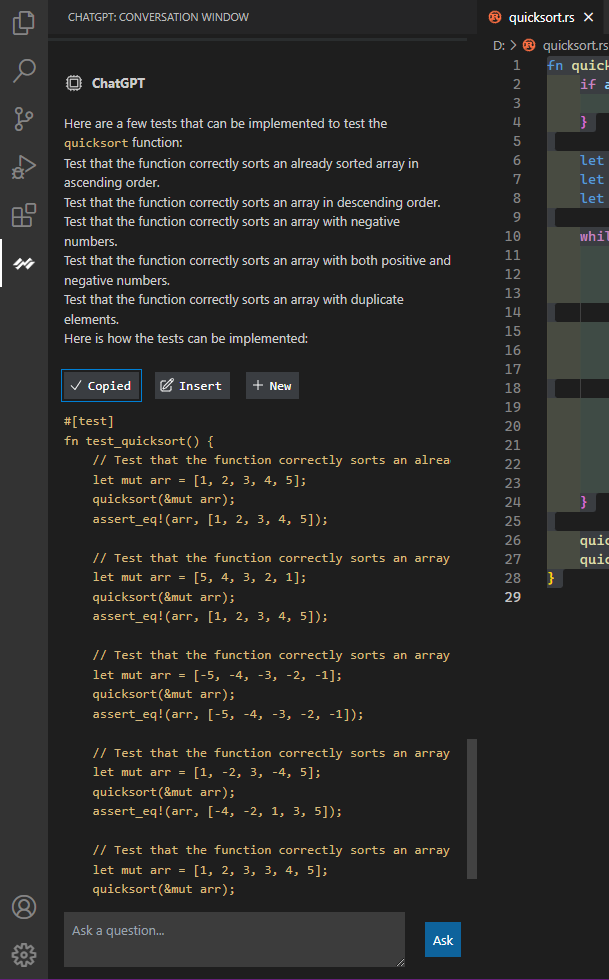 CHATGPT: CONVERSATION WINDOW
ChatGPT
Here are a few tests that can be implemented to test the
quicksort function:
Test that the function correctly sorts an already sorted array in
ascending order.
Test that the function correctly sorts an array in descending order.
Test that the function correctly sorts an array with negative
numbers.
Test that the function correctly sorts an array with both positive and
negative numbers.
Test that the function correctly sorts an array with duplicate
elements.
Here is how the tests can be implemented:
Copied Insert + New
#[test]
fn test_quicksort() {
// Test that the function correctly sorts an alrea
let mut arr = [1, 2, 3, 4, 5];
quicksort(&mut arr);
assert_eq!(arr, [1, 2, 3, 4, 5]);
// Test that the function correctly sorts an array
let mut arr = [5, 4, 3, 2, 1];
quicksort(&mut arr);
assert_eq!(arr, [1, 2, 3, 4, 5]);
// Test that the function correctly sorts an array
let mut arr = [-5, -4, -3, -2, -1];
quicksort(&mut arr);
assert_eq!(arr, [-5, -4, -3, -2, -1]);
// Test that the function correctly sorts an array
let mut arr = [1, -2, 3, -4, 5];
quicksort(&mut arr);
assert_eq!(arr, [-4, -2, 1, 3, 5]);
// Test that the function correctly sorts an array
let mut arr = [1, 2, 3, 3, 4, 5];
quicksort(&mut arr);
Ask a question...
Ask
quicksort.rs
D: > quicksort.rs
1 fn quick
2 if a
3
4 }
5
6 let
7 let
8 let
9
10 whil
11
12
13
14
15
16
17
18
19
20
21
22
23
24 }
25
26 quic
27 quic
28 }
29